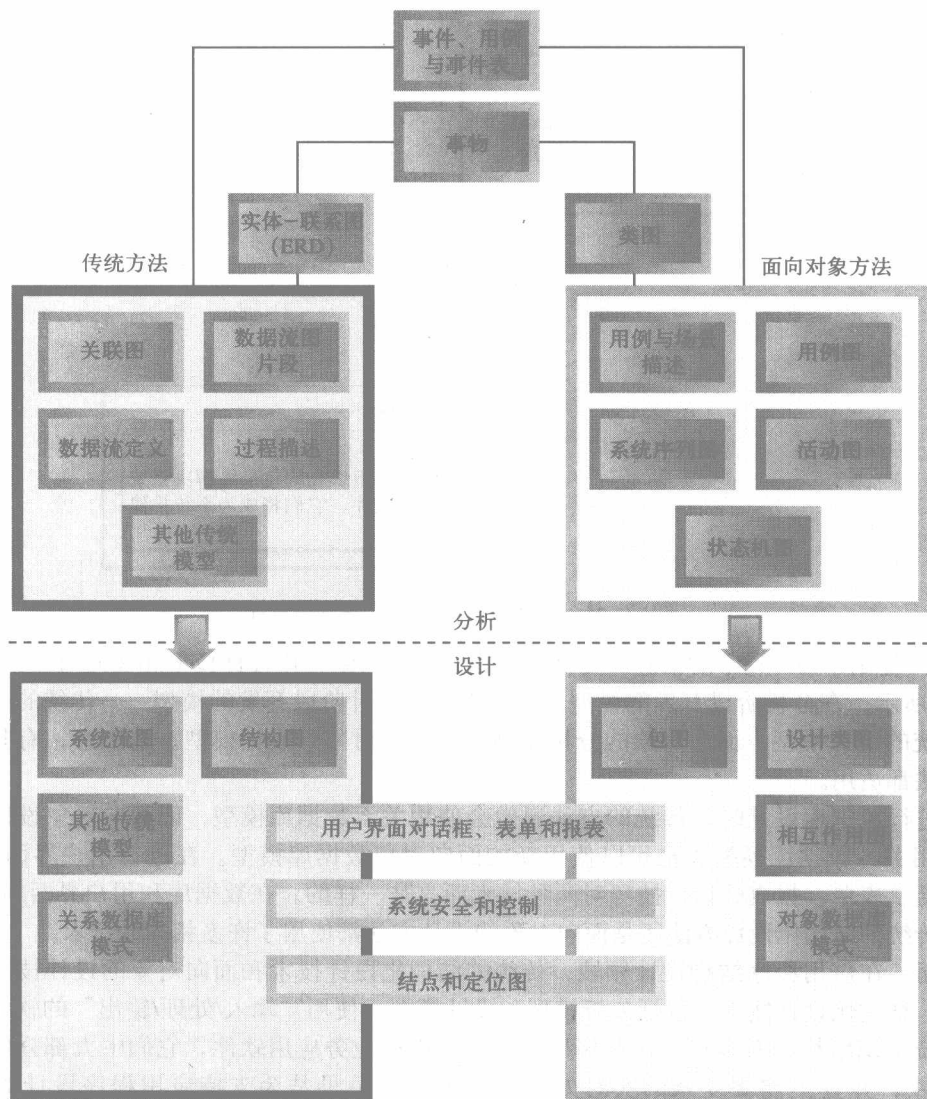 事件、用例
与事件表
事物
实体-联系图
(ERD)
类图
传统方法
面向对象方法
关联图
数据流图
片段
用例与场景
描述
用例图
数据流定义
过程描述
系统序列图
活动图
其他传统
模型
状态机图
分析
设计
系统流图
结构图
包图
设计类图
其他传统
模型
用户界面对话框、表单和报表
相互作用图
关系数据库
模式
系统安全和控制
对象数据库
模式
结点和定位图